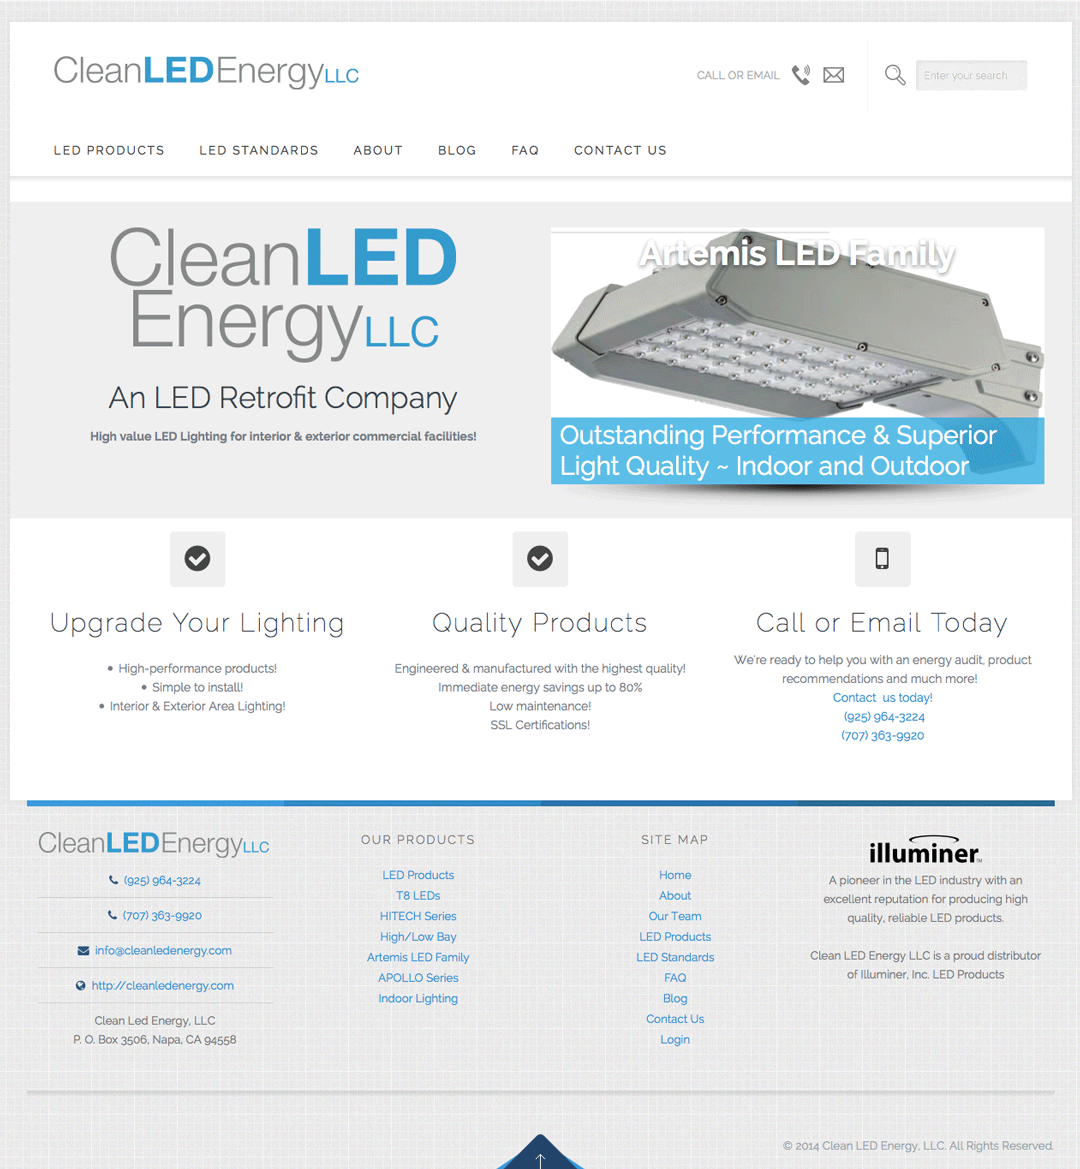 CleanLEDEnergyLLC
CALL OR EMAIL
Enter your search
LED PRODUCTS
LED STANDARDS
ABOUT
BLOG
FAQ
CONTACT US
CleanLED
EnergyLLC
An LED Retrofit Company
High value LED Lighting for interior & exterior commercial facilities!
Artemis LED Family
Outstanding Performance & Superior
Light Quality ~ Indoor and Outdoor
Upgrade Your Lighting
• High-performance products!
• Simple to install!
• Interior & Exterior Area Lighting!
Quality Products
Engineered & manufactured with the highest quality!
Immediate energy savings up to 80%
Low maintenance!
SSL Certifications!
Call or Email Today
We're ready to help you with an energy audit, product
recommendations and much more!
Contact us today!
(925) 964-3224
(707) 363-9920
CleanLEDEnergyLLC
(925) 964-3224
(707) 363-9920
info@cleanledenergy.com
http://cleanledenergy.com
Clean Led Energy, LLC
P. O. Box 3506, Napa, CA 94558
OUR PRODUCTS
LED Products
T8 LEDs
HITECH Series
High/Low Bay
Artemis LED Family
APOLLO Series
Indoor Lighting
SITE MAP
Home
About
Our Team
LED Products
LED Standards
FAQ
Blog
Contact Us
Login
illuminer™
A pioneer in the LED industry with an
excellent reputation for producing high
quality, reliable LED products.
Clean LED Energy LLC is a proud distributor
of Illuminer, Inc. LED Products
© 2014 Clean LED Energy, LLC. All Rights Reserved.